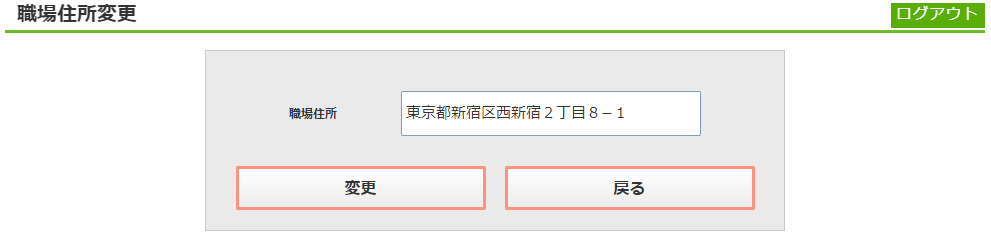 職場住所変更
ログアウト
職場住所
東京都新宿区西新宿２丁目８－１
変更
戻る